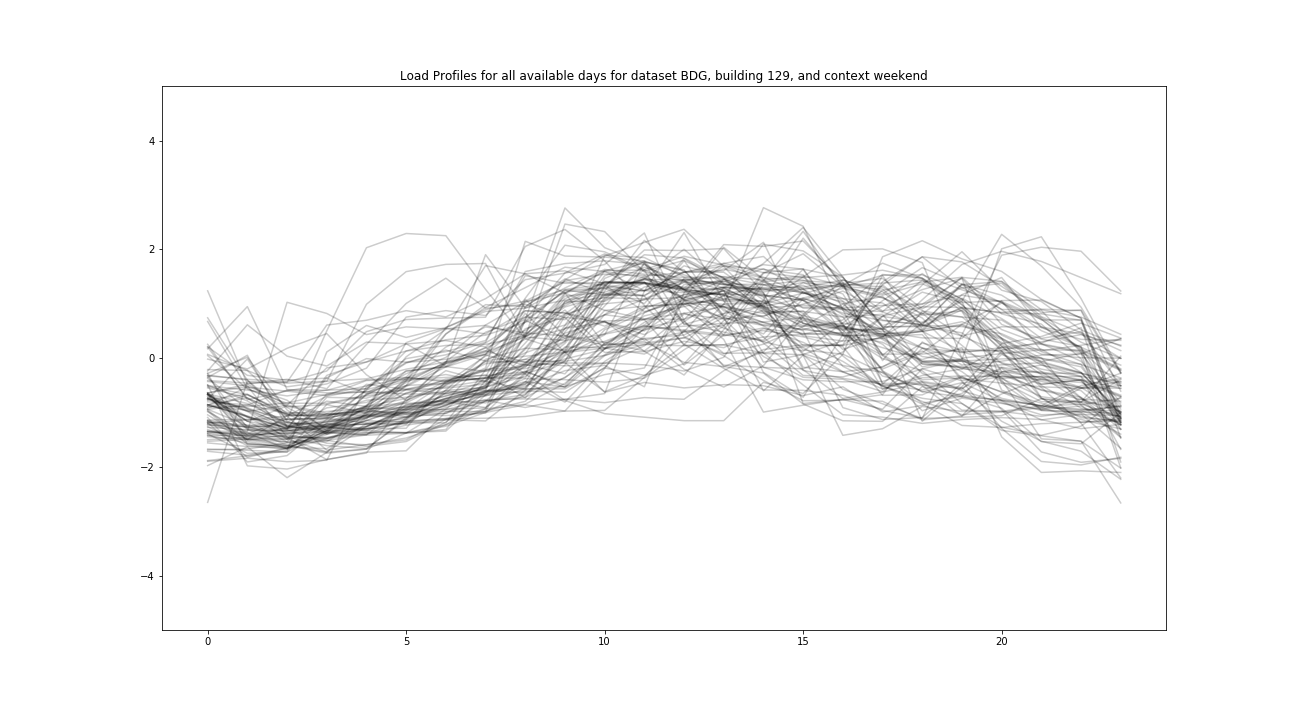 Load Profiles for all available days for dataset BDG, building 129, and context weekend
4
2
0
−2
−4
0 5 10 15 20